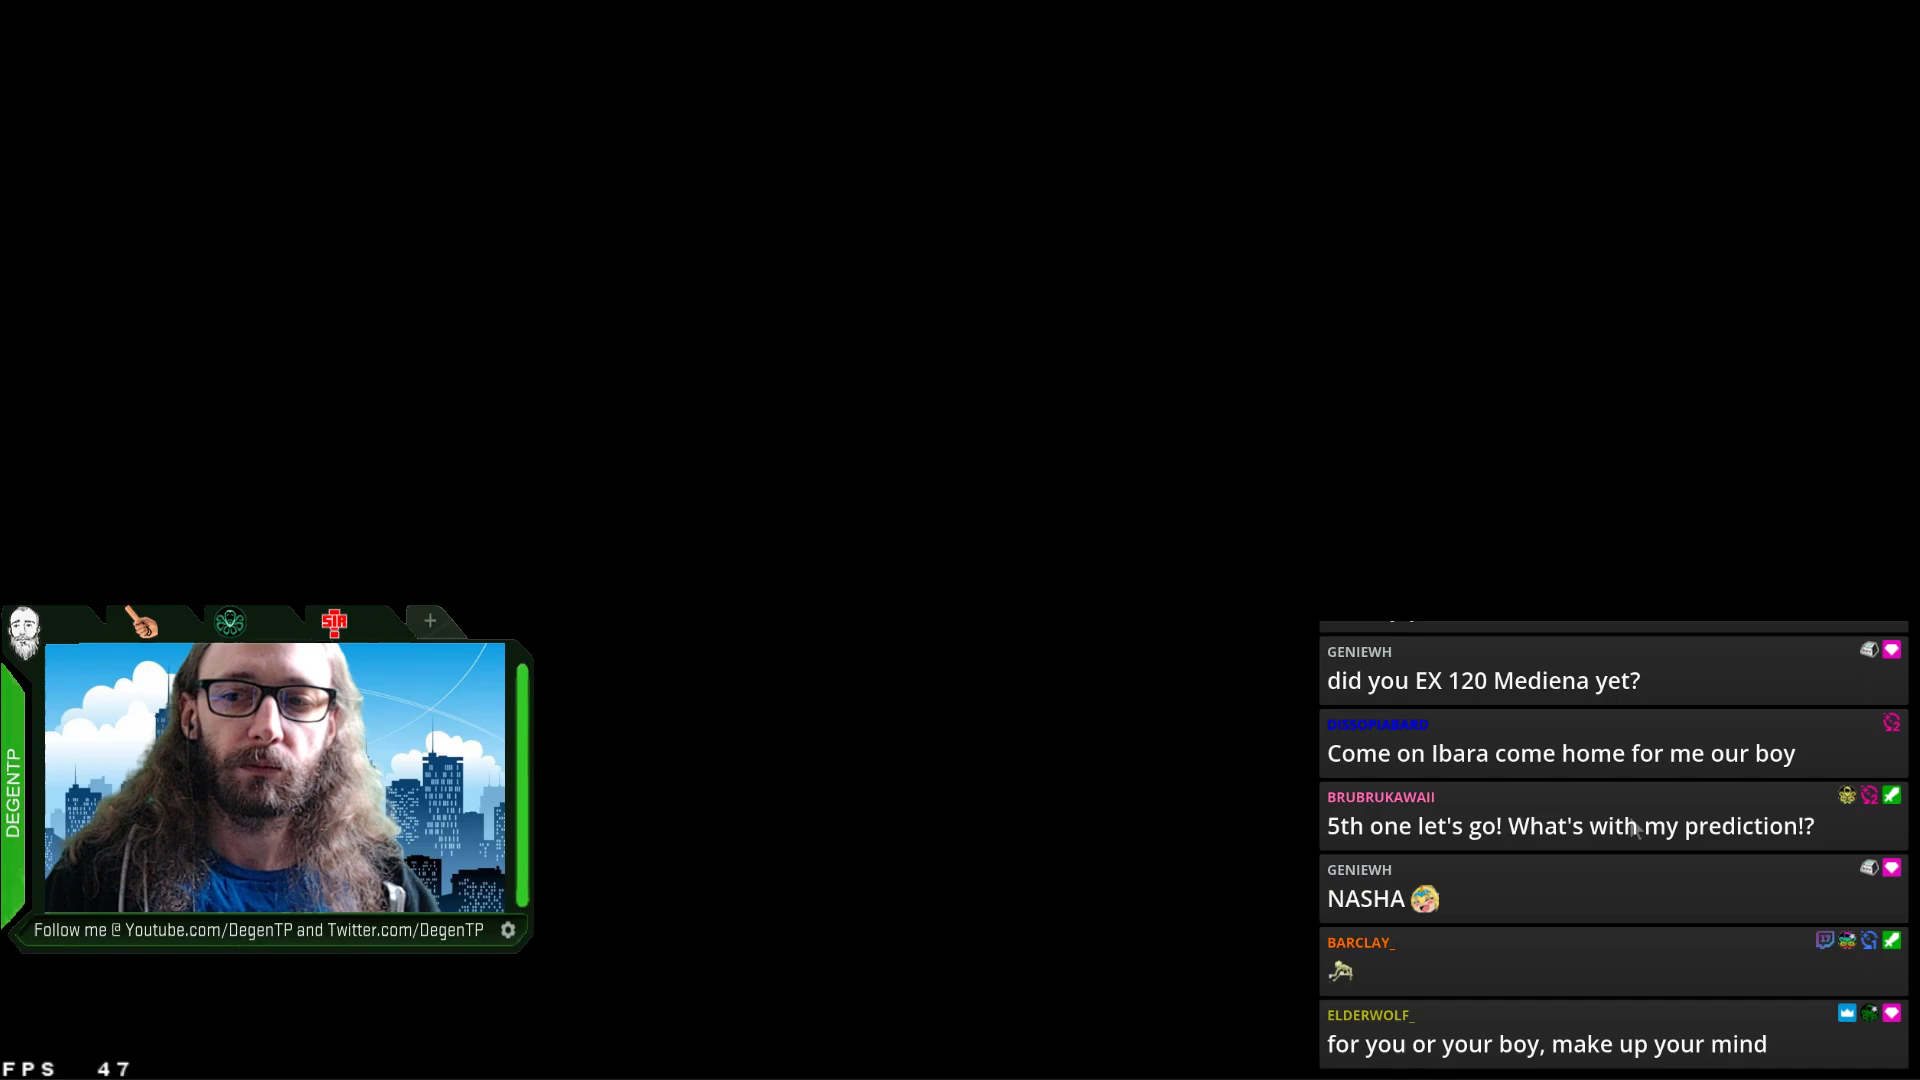 SIR
+
DEGENTP
Follow me @ Youtube.com/DegenTP and Twitter.com/DegenTP
FPS 47
GENIEWH
did you EX 120 Mediena yet?
DISSOPIABARD
Come on Ibara come home for me our boy
BRUBRUKAWAII
5th one let's go! What's with my prediction!?
GENIEWH
NASHA
BARCLAY_
ELDERWOLF_
for you or your boy, make up your mind